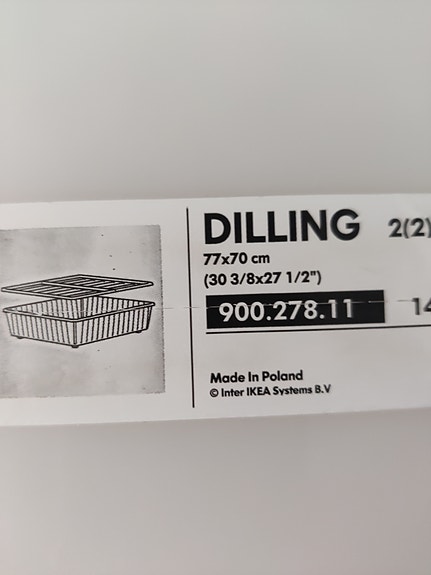 DILLING 2(2)
77x70 cm
(30 3/8x27 1/2")
900.278.11 14
Made In Poland
© Inter IKEA Systems B.V